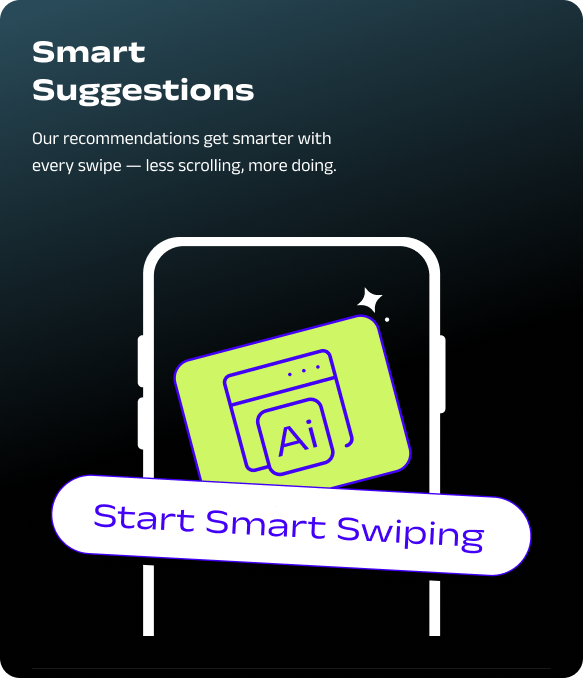 Smart
Suggestions
Our recommendations get smarter with
every swipe — less scrolling, more doing.
Ai
Start Smart Swiping